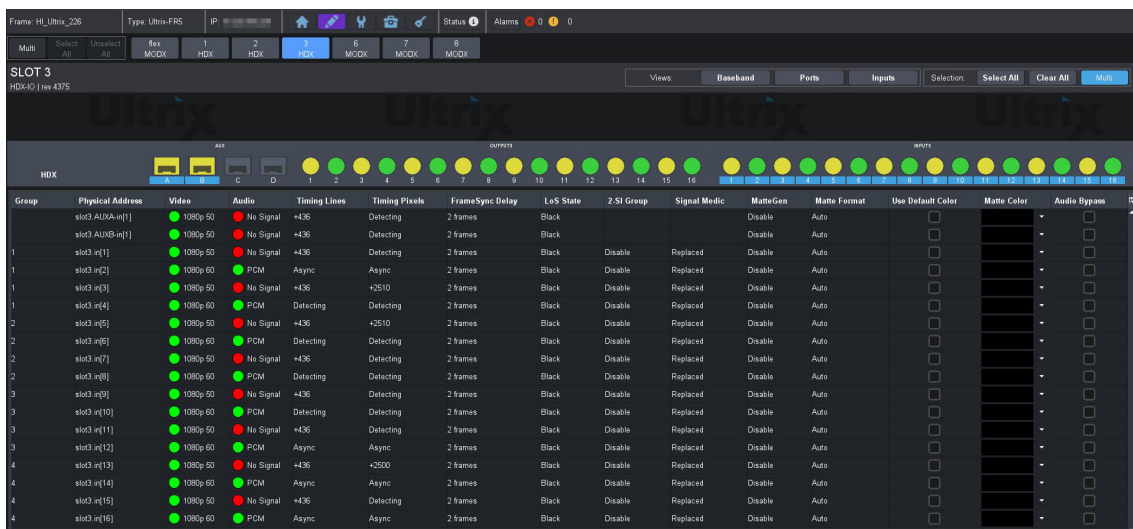 Frame: HI_Ultrix_226 Type: Ultrix-FR5 IP: Status Alarms 0 0
Multi Select All Unselect All flex MODX 1 HDX 2 HDX 3 HDX 6 MODX 7 MODX 8 MODX
SLOT 3
HDX-IO | rev 4375
Views: Baseband Ports Inputs Selection: Select All Clear All Multi
Ultrix Ultrix Ultrix Ultrix
AUX OUTPUTS INPUTS
HDX
A B C D 2 3 4 5 6 7 8 9 10 11 12 13 14 15 16 1 2 3 4 5 6 7 8 9 10 11 12 13 14 15 16
Group Physical Address Video Audio Timing Lines Timing Pixels FrameSync Delay LoS State 2-SI Group Signal Medic MatteGen Matte Format Use Default Color Matte Color Audio Bypass
slot3.AUXA-in[1] 1080p 50 No Signal +436 Detecting 2 frames Black Disable Auto
slot3.AUXB-in[1] 1080p 50 No Signal +436 Detecting 2 frames Black Disable Auto
1 slot3.in[1] 1080p 50 No Signal +436 Detecting 2 frames Black Disable Replaced Disable Auto
1 slot3.in[2] 1080p 60 PCM Async Async 2 frames Black Disable Replaced Disable Auto
1 slot3.in[3] 1080p 50 No Signal +436 +2510 2 frames Black Disable Replaced Disable Auto
1 slot3.in[4] 1080p 60 PCM Detecting Detecting 2 frames Black Disable Replaced Disable Auto
2 slot3.in[5] 1080p 50 No Signal +436 +2510 2 frames Black Disable Replaced Disable Auto
2 slot3.in[6] 1080p 60 PCM Detecting Detecting 2 frames Black Disable Replaced Disable Auto
2 slot3.in[7] 1080p 50 No Signal +436 Detecting 2 frames Black Disable Replaced Disable Auto
2 slot3.in[8] 1080p 60 PCM Detecting Detecting 2 frames Black Disable Replaced Disable Auto
3 slot3.in[9] 1080p 50 No Signal +436 Detecting 2 frames Black Disable Replaced Disable Auto
3 slot3.in[10] 1080p 60 PCM Detecting Detecting 2 frames Black Disable Replaced Disable Auto
3 slot3.in[11] 1080p 50 No Signal +436 Detecting 2 frames Black Disable Replaced Disable Auto
3 slot3.in[12] 1080p 60 PCM Async Async 2 frames Black Disable Replaced Disable Auto
4 slot3.in[13] 1080p 50 No Signal +436 +2500 2 frames Black Disable Replaced Disable Auto
4 slot3.in[14] 1080p 60 PCM Async Async 2 frames Black Disable Replaced Disable Auto
4 slot3.in[15] 1080p 50 No Signal +436 Detecting 2 frames Black Disable Replaced Disable Auto
4 slot3.in[16] 1080p 60 PCM Async Async 2 frames Black Disable Replaced Disable Auto